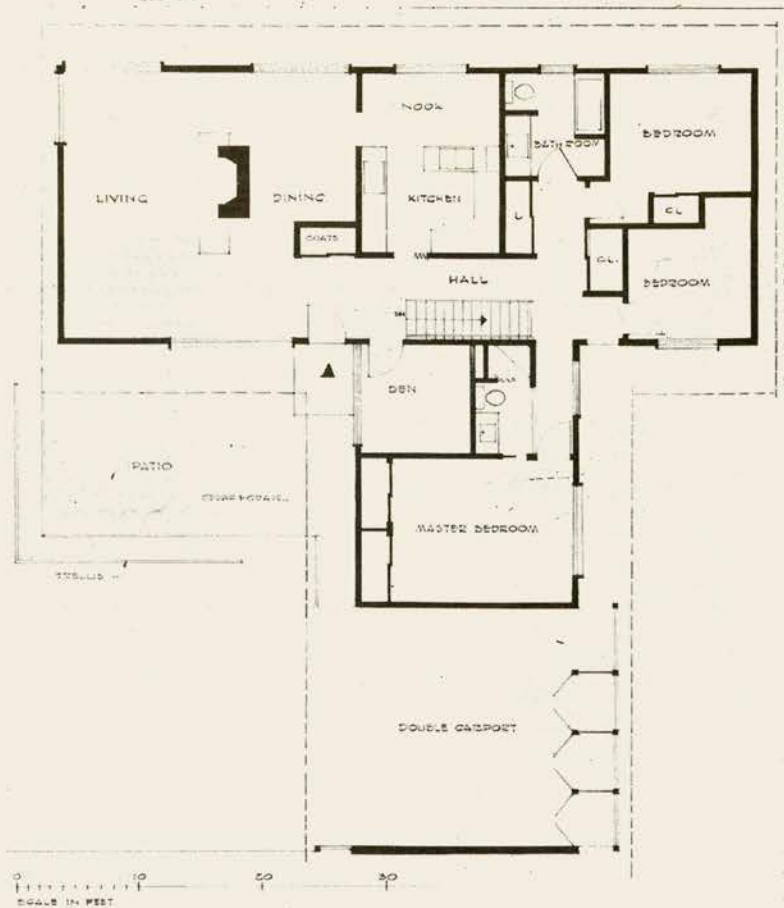 NOOK
BEDROOM
BATHROOM
LIVING
DINING
KITCHEN
L
CL.
COATS
CL.
BEDROOM
HALL
DEN
PATIO
MASTER BEDROOM
TRELLIS
DOUBLE CARPORT
0 10 20 30
SCALE IN FEET